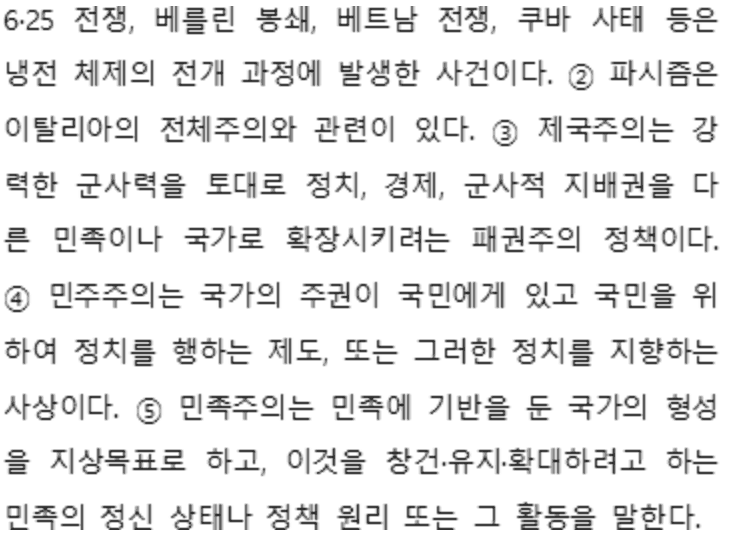 6·25 전쟁, 베를린 봉쇄, 베트남 전쟁, 쿠바 사태 등은
냉전 체제의 전개 과정에 발생한 사건이다. ② 파시즘은
이탈리아의 전체주의와 관련이 있다. ③ 제국주의는 강
력한 군사력을 토대로 정치, 경제, 군사적 지배권을 다
른 민족이나 국가로 확장시키려는 패권주의 정책이다.
④ 민주주의는 국가의 주권이 국민에게 있고 국민을 위
하여 정치를 행하는 제도, 또는 그러한 정치를 지향하는
사상이다. ⑤ 민족주의는 민족에 기반을 둔 국가의 형성
을 지상목표로 하고, 이것을 창건·유지·확대하려고 하는
민족의 정신 상태나 정책 원리 또는 그 활동을 말한다.